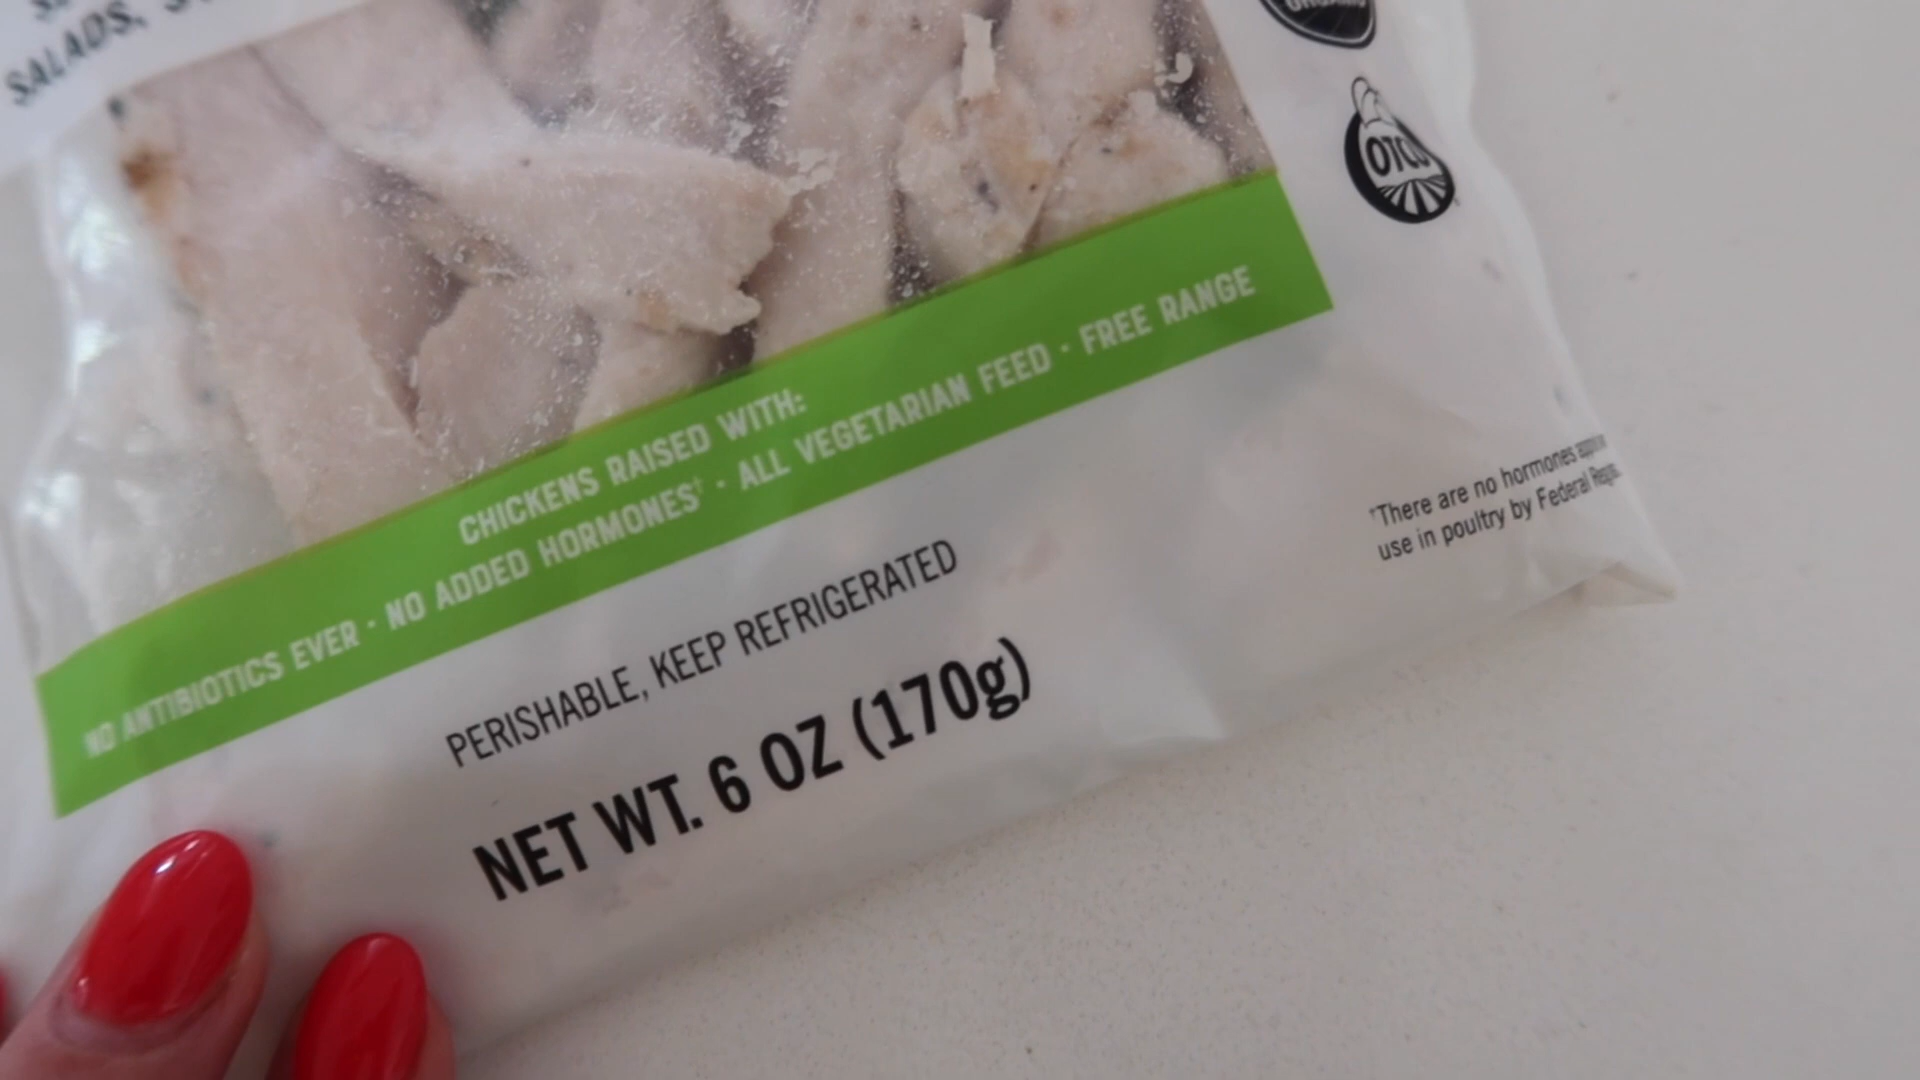 SALADS,
ORGANIC
OTCO
CHICKENS RAISED WITH:
NO ANTIBIOTICS EVER · NO ADDED HORMONES† · ALL VEGETARIAN FEED · FREE RANGE
PERISHABLE, KEEP REFRIGERATED
NET WT. 6 OZ (170g)
†There are no hormones
use in poultry by Federal